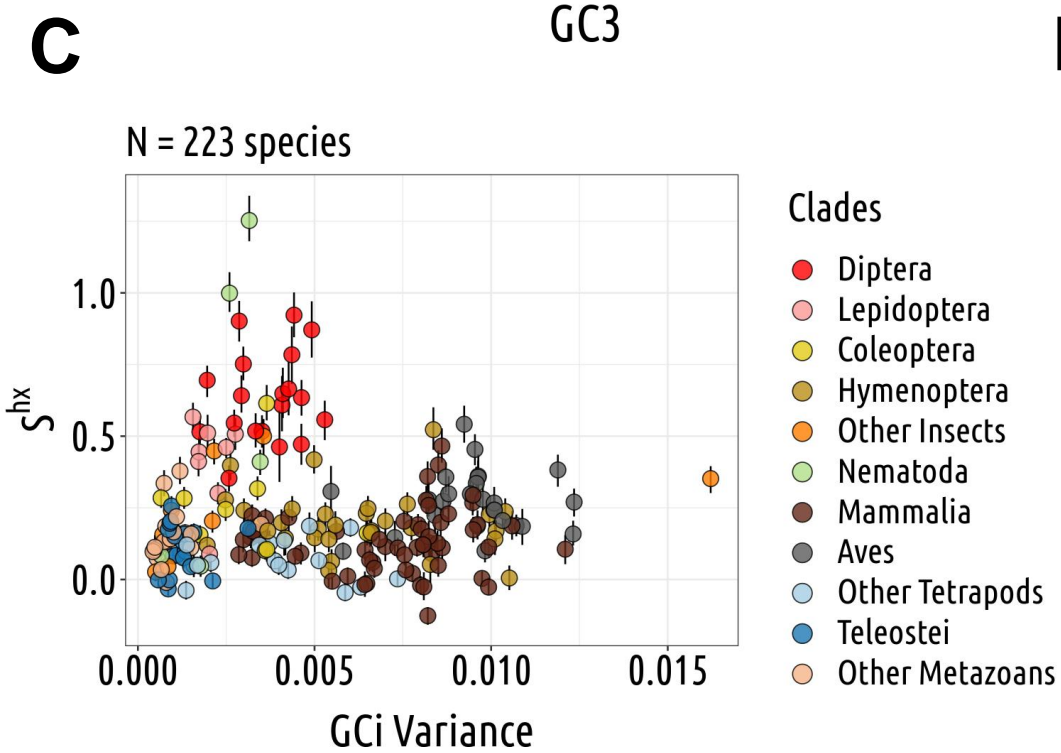 GC3
C
N = 223 species
Shx
1.0
0.5
0.0
0.000 0.005 0.010 0.015
GCi Variance
Clades
Diptera
Lepidoptera
Coleoptera
Hymenoptera
Other Insects
Nematoda
Mammalia
Aves
Other Tetrapods
Teleostei
Other Metazoans